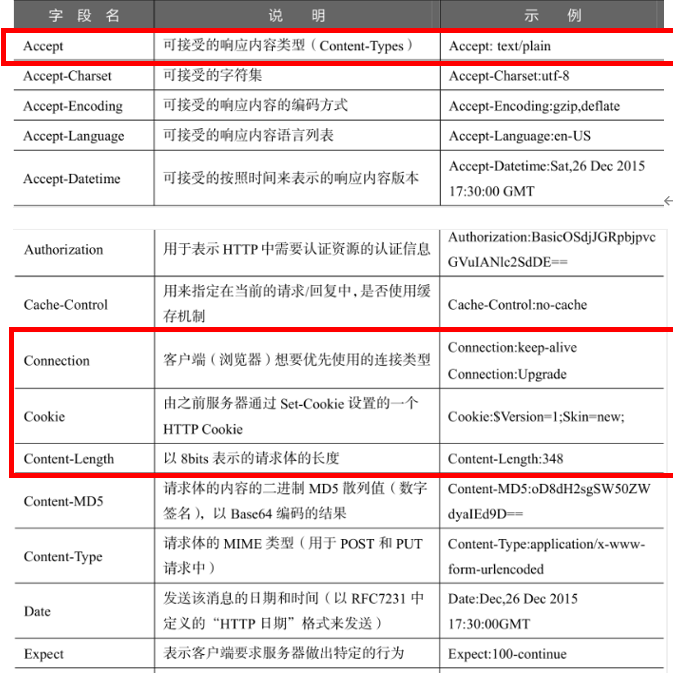 字 段 名 说 明 示 例
Accept 可接受的响应内容类型（Content-Types） Accept: text/plain
Accept-Charset 可接受的字符集 Accept-Charset:utf-8
Accept-Encoding 可接受的响应内容的编码方式 Accept-Encoding:gzip,deflate
Accept-Language 可接受的响应内容语言列表 Accept-Language:en-US
Accept-Datetime 可接受的按照时间来表示的响应内容版本 Accept-Datetime:Sat,26 Dec 2015
17:30:00 GMT
Authorization 用于表示 HTTP 中需要认证资源的认证信息 Authorization:BasicOSdjJGRpbjpvc
GVuIANlc2SdDE==
Cache-Control 用来指定在当前的请求/回复中，是否使用缓 Cache-Control:no-cache
存机制
Connection 客户端（浏览器）想要优先使用的连接类型 Connection:keep-alive
Connection:Upgrade
Cookie 由之前服务器通过 Set-Cookie 设置的一个 Cookie:$Version=1;Skin=new;
HTTP Cookie
Content-Length 以 8bits 表示的请求体的长度 Content-Length:348
Content-MD5 请求体的内容的二进制 MD5 散列值（数字 Content-MD5:oD8dH2sgSW50ZW
签名），以 Base64 编码的结果 dyaIEd9D==
Content-Type 请求体的 MIME 类型（用于 POST 和 PUT Content-Type:application/x-www-
请求中） form-urlencoded
Date 发送该消息的日期和时间（以 RFC7231 中 Date:Dec,26 Dec 2015
定义的“HTTP 日期”格式来发送） 17:30:00GMT
Expect 表示客户端要求服务器做出特定的行为 Expect:100-continue